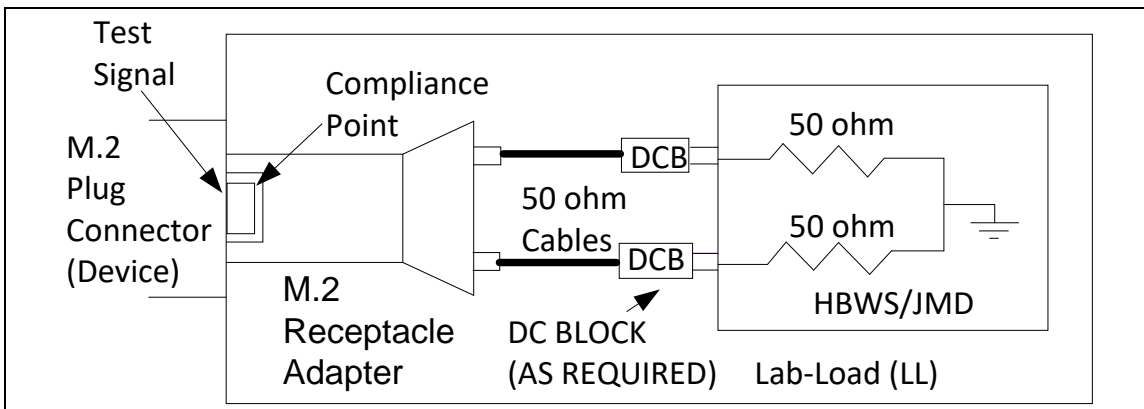 Test
Signal
Compliance
Point
M.2
Plug
Connector
(Device)
M.2
Receptacle
Adapter
50 ohm
Cables
DCB
DCB
DC BLOCK
(AS REQUIRED)
50 ohm
50 ohm
HBWS/JMD
Lab-Load (LL)